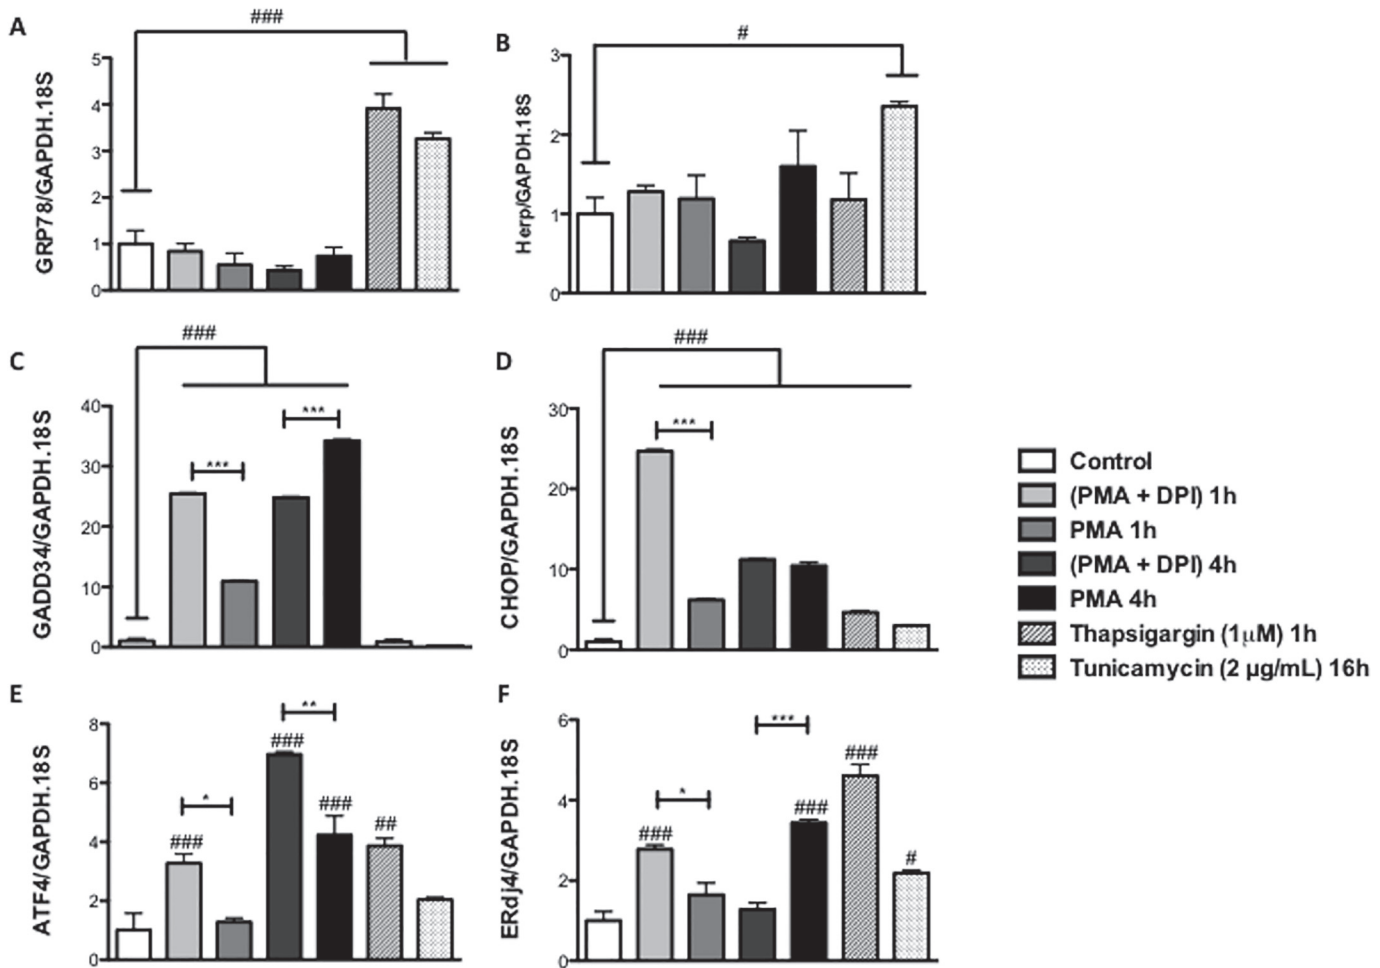 A
###
GRP78/GAPDH.18S
5
4
3
2
1
0
B
#
Herp/GAPDH.18S
3
2
1
0
C
###
GADD34/GAPDH.18S
40
30
20
10
0
***
***
D
###
CHOP/GAPDH.18S
30
20
10
0
***
Control
(PMA + DPI) 1h
PMA 1h
(PMA + DPI) 4h
PMA 4h
Thapsigargin (1μM) 1h
Tunicamycin (2 μg/mL) 16h
E
ATF4/GAPDH.18S
8
6
4
2
0
*
**
###
###
###
##
F
ERdj4/GAPDH.18S
6
4
2
0
*
***
###
###
###
#